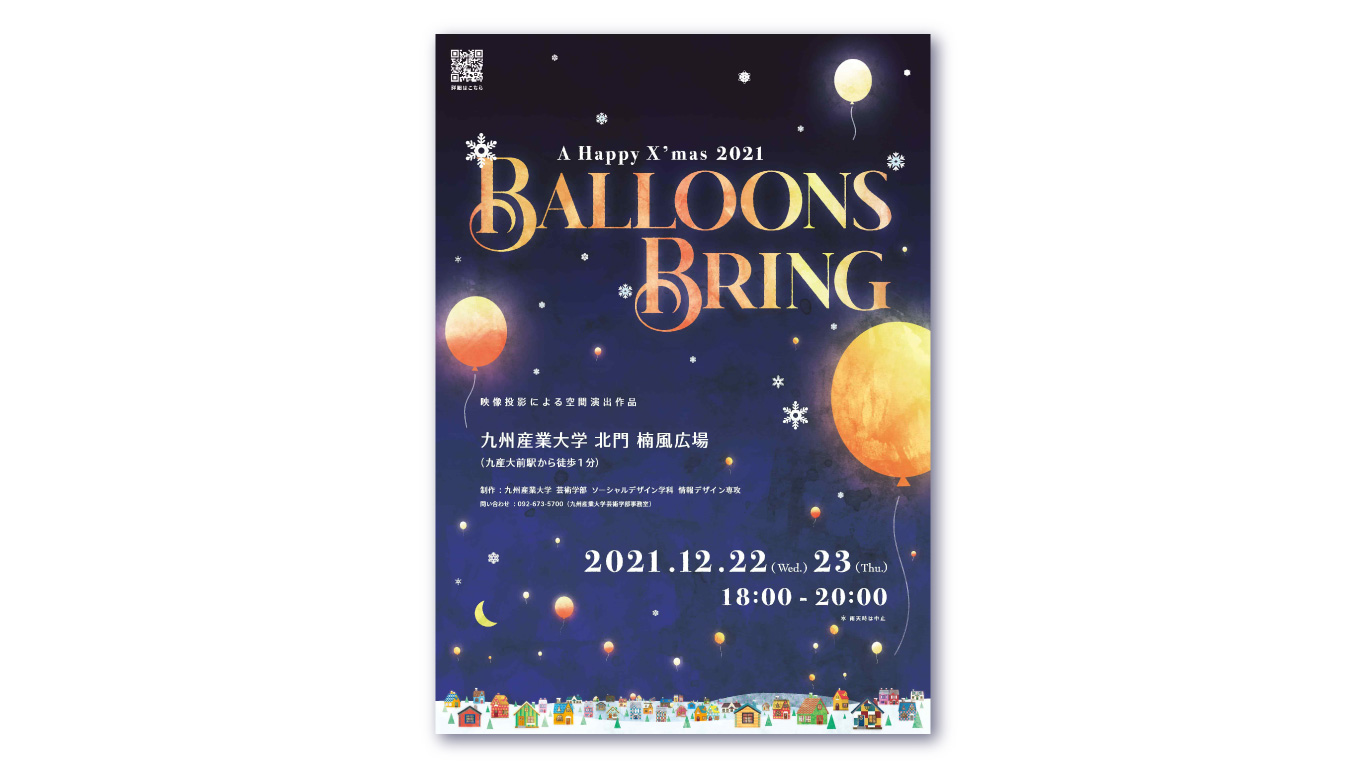 詳細はこちら
A Happy X’mas 2021
BALLOONS
BRING
映像投影による空間演出作品
九州産業大学 北門 楠風広場
（九産大前駅から徒歩1分）
制作：九州産業大学 芸術学部 ソーシャルデザイン学科 情報デザイン専攻
問い合わせ：092-673-5700（九州産業大学芸術学部事務室）
2021.12.22(Wed.) 23(Thu.)
18:00 - 20:00
※ 雨天時は中止